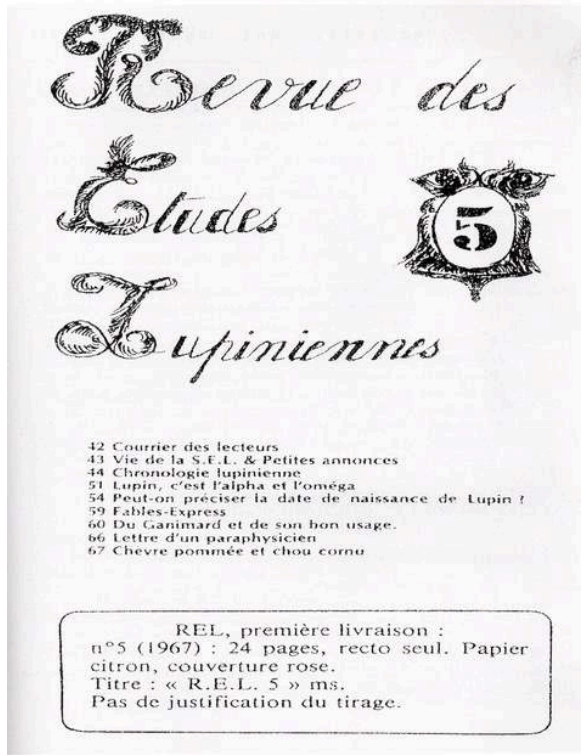 Revue des
Etudes
5
Lupiniennes
42 Courrier des lecteurs
43 Vie de la S.E.L. & Petites annonces
44 Chronologie lupinienne
51 Lupin, c'est l'alpha et l'oméga
54 Peut-on préciser la date de naissance de Lupin ?
59 Fables-Express
60 Du Ganimard et de son bon usage.
66 Lettre d'un paraphysicien
67 Chèvre pommée et chou cornu
REL, première livraison :
n°5 (1967) : 24 pages, recto seul. Papier
citron, couverture rose.
Titre : « R.E.L. 5 » ms.
Pas de justification du tirage.